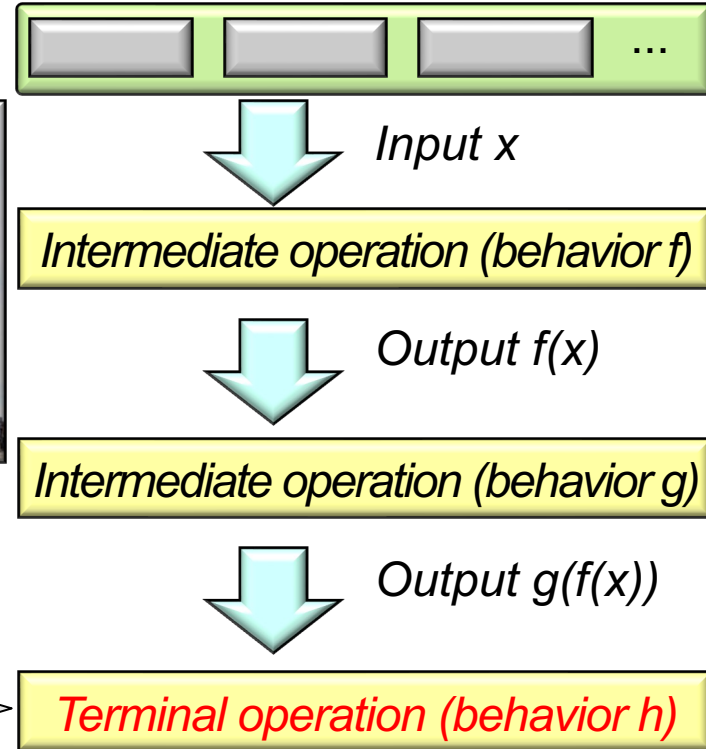 ...
Input x
Intermediate operation (behavior f)
Output f(x)
Intermediate operation (behavior g)
Output g(f(x))
Terminal operation (behavior h)